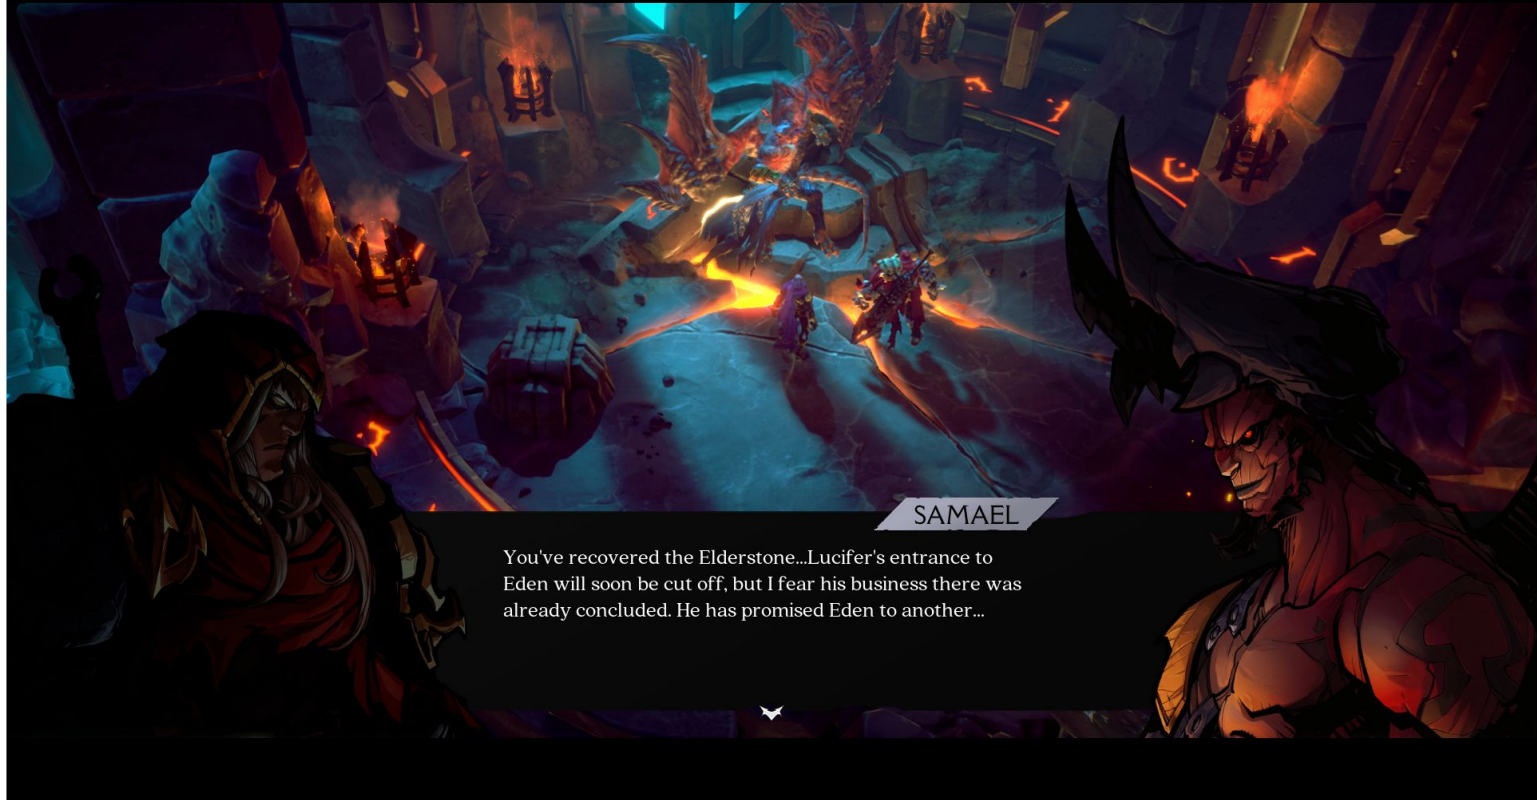 SAMAEL
You've recovered the Elderstone...Lucifer's entrance to
Eden will soon be cut off, but I fear his business there was
already concluded. He has promised Eden to another...